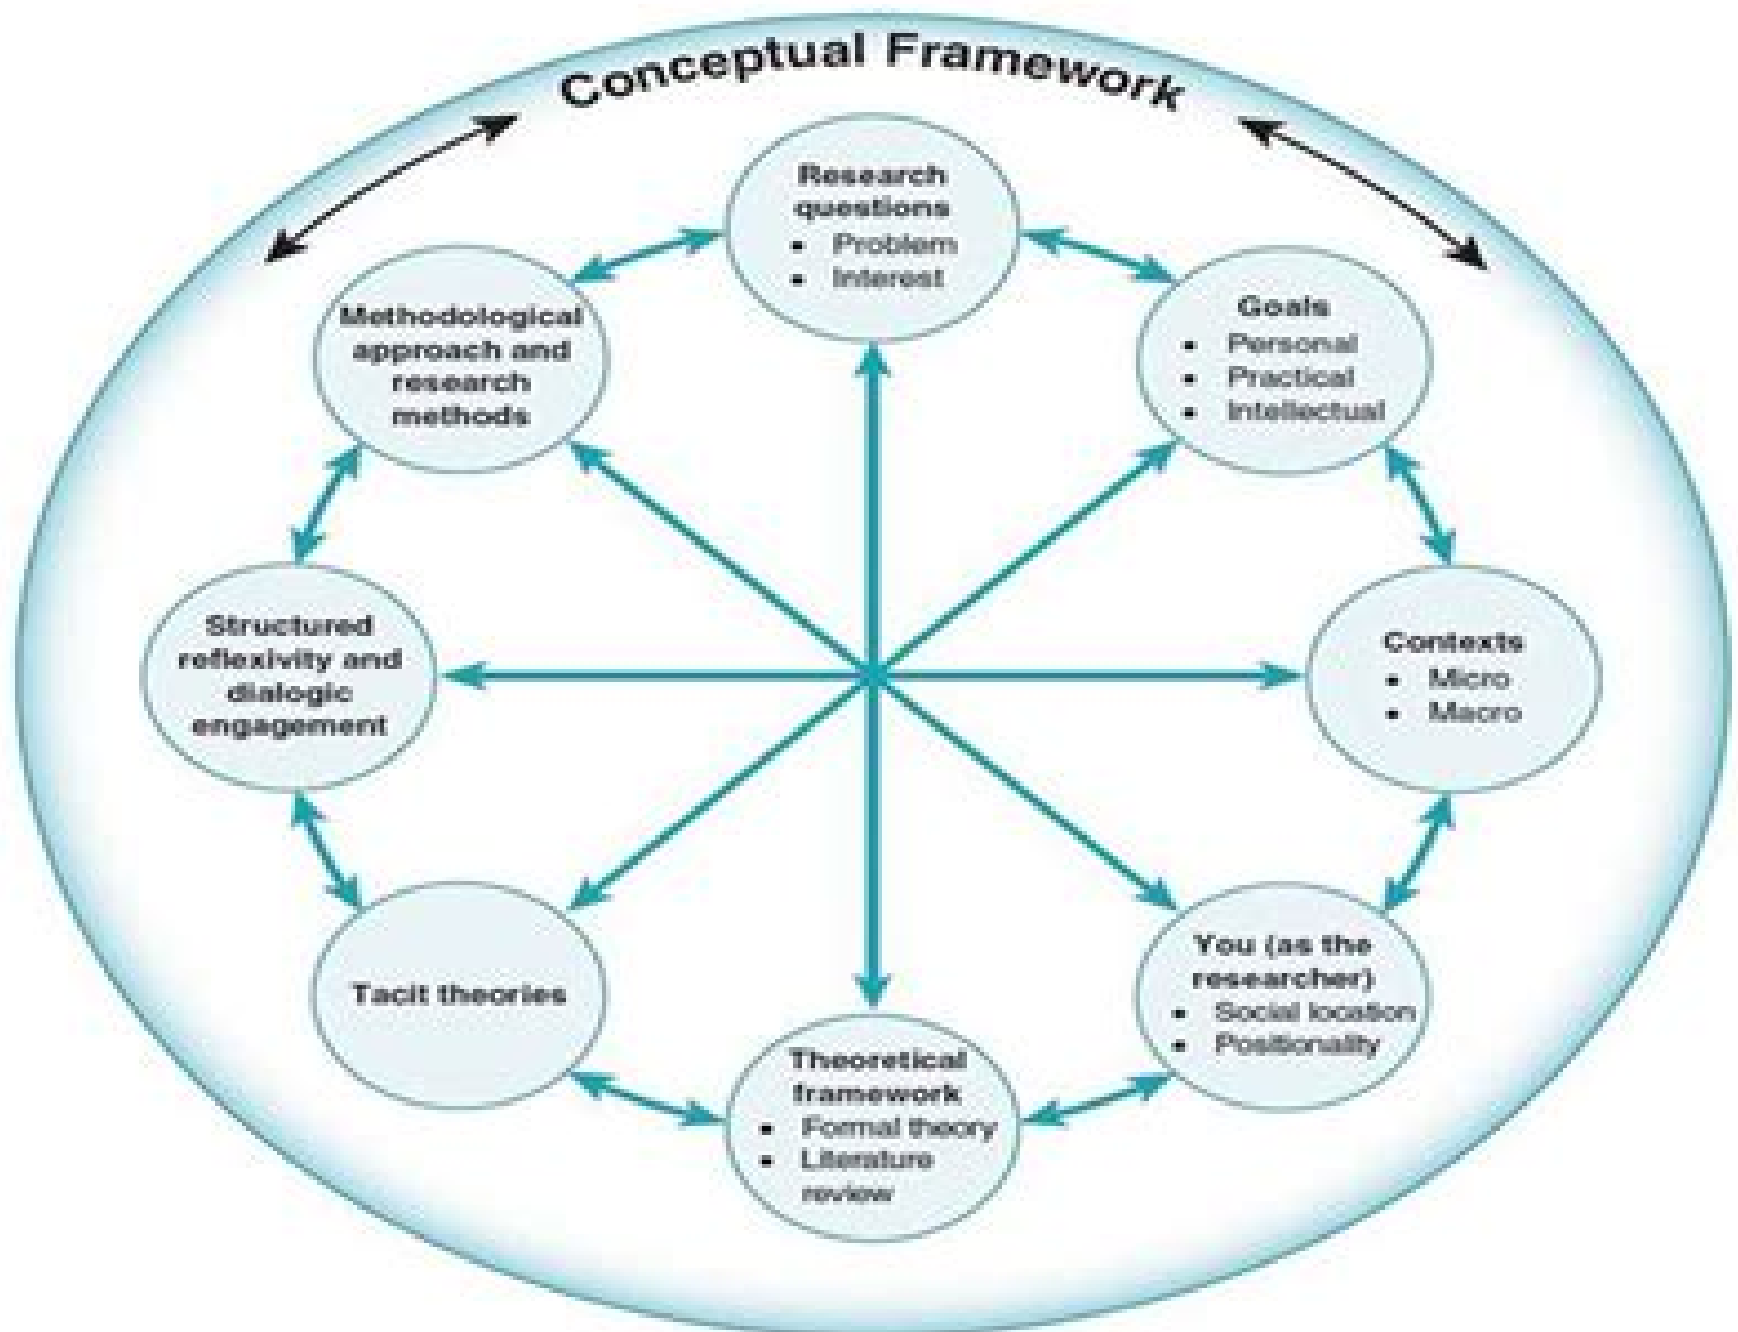 Conceptual Framework
Research
questions
• Problem
• Interest
Goals
• Personal
• Practical
• Intellectual
Contexts
• Micro
• Macro
You (as the
researcher)
• Social location
• Positionality
Theoretical
framework
• Formal theory
• Literature
review
Tacit theories
Structured
reflexivity and
dialogic
engagement
Methodological
approach and
research
methods